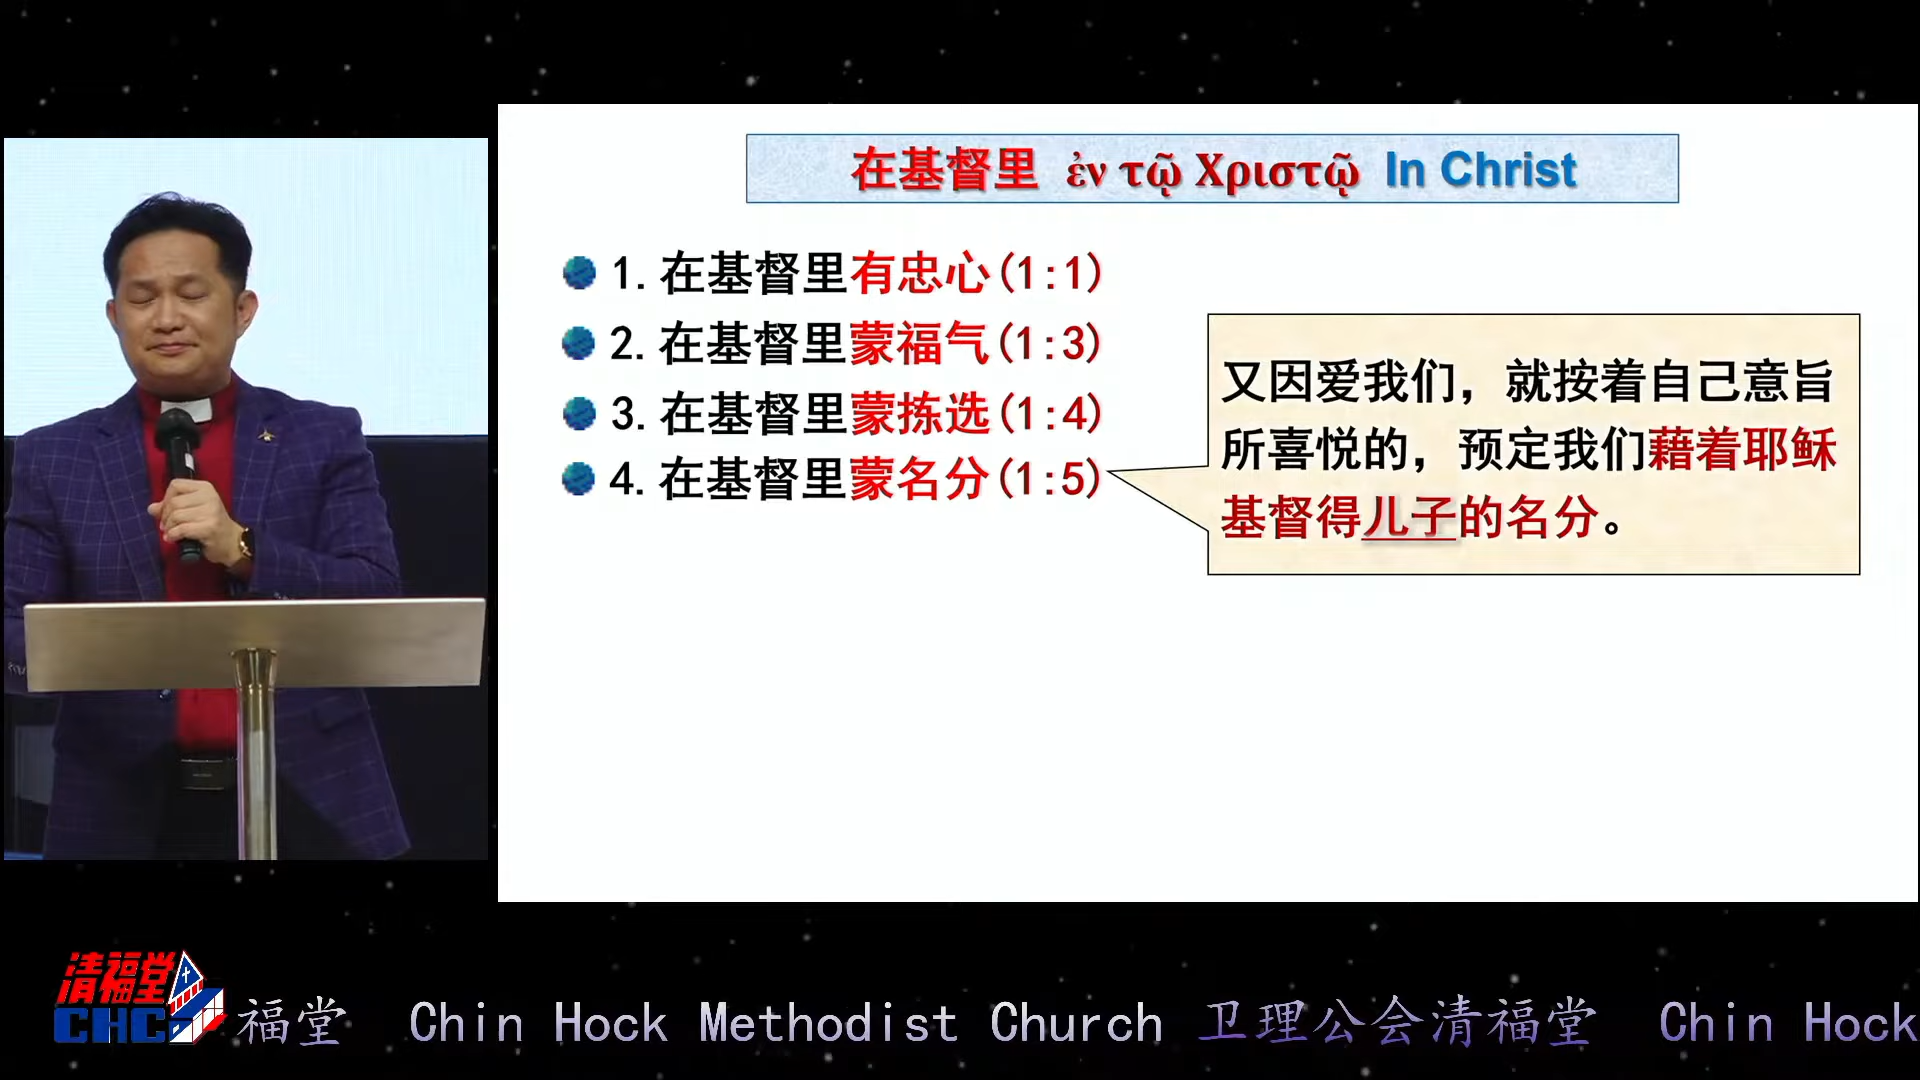 在基督里 ἐν τῷ Χριστῷ In Christ
1.在基督里有忠心(1:1)
2.在基督里蒙福气(1:3)
3.在基督里蒙拣选(1:4)
4.在基督里蒙名分(1:5)
又因爱我们，就按着自己意旨
所喜悦的，预定我们藉着耶稣
基督得儿子的名分。
清福堂
CHC
福堂 Chin Hock Methodist Church 卫理公会清福堂 Chin Hock